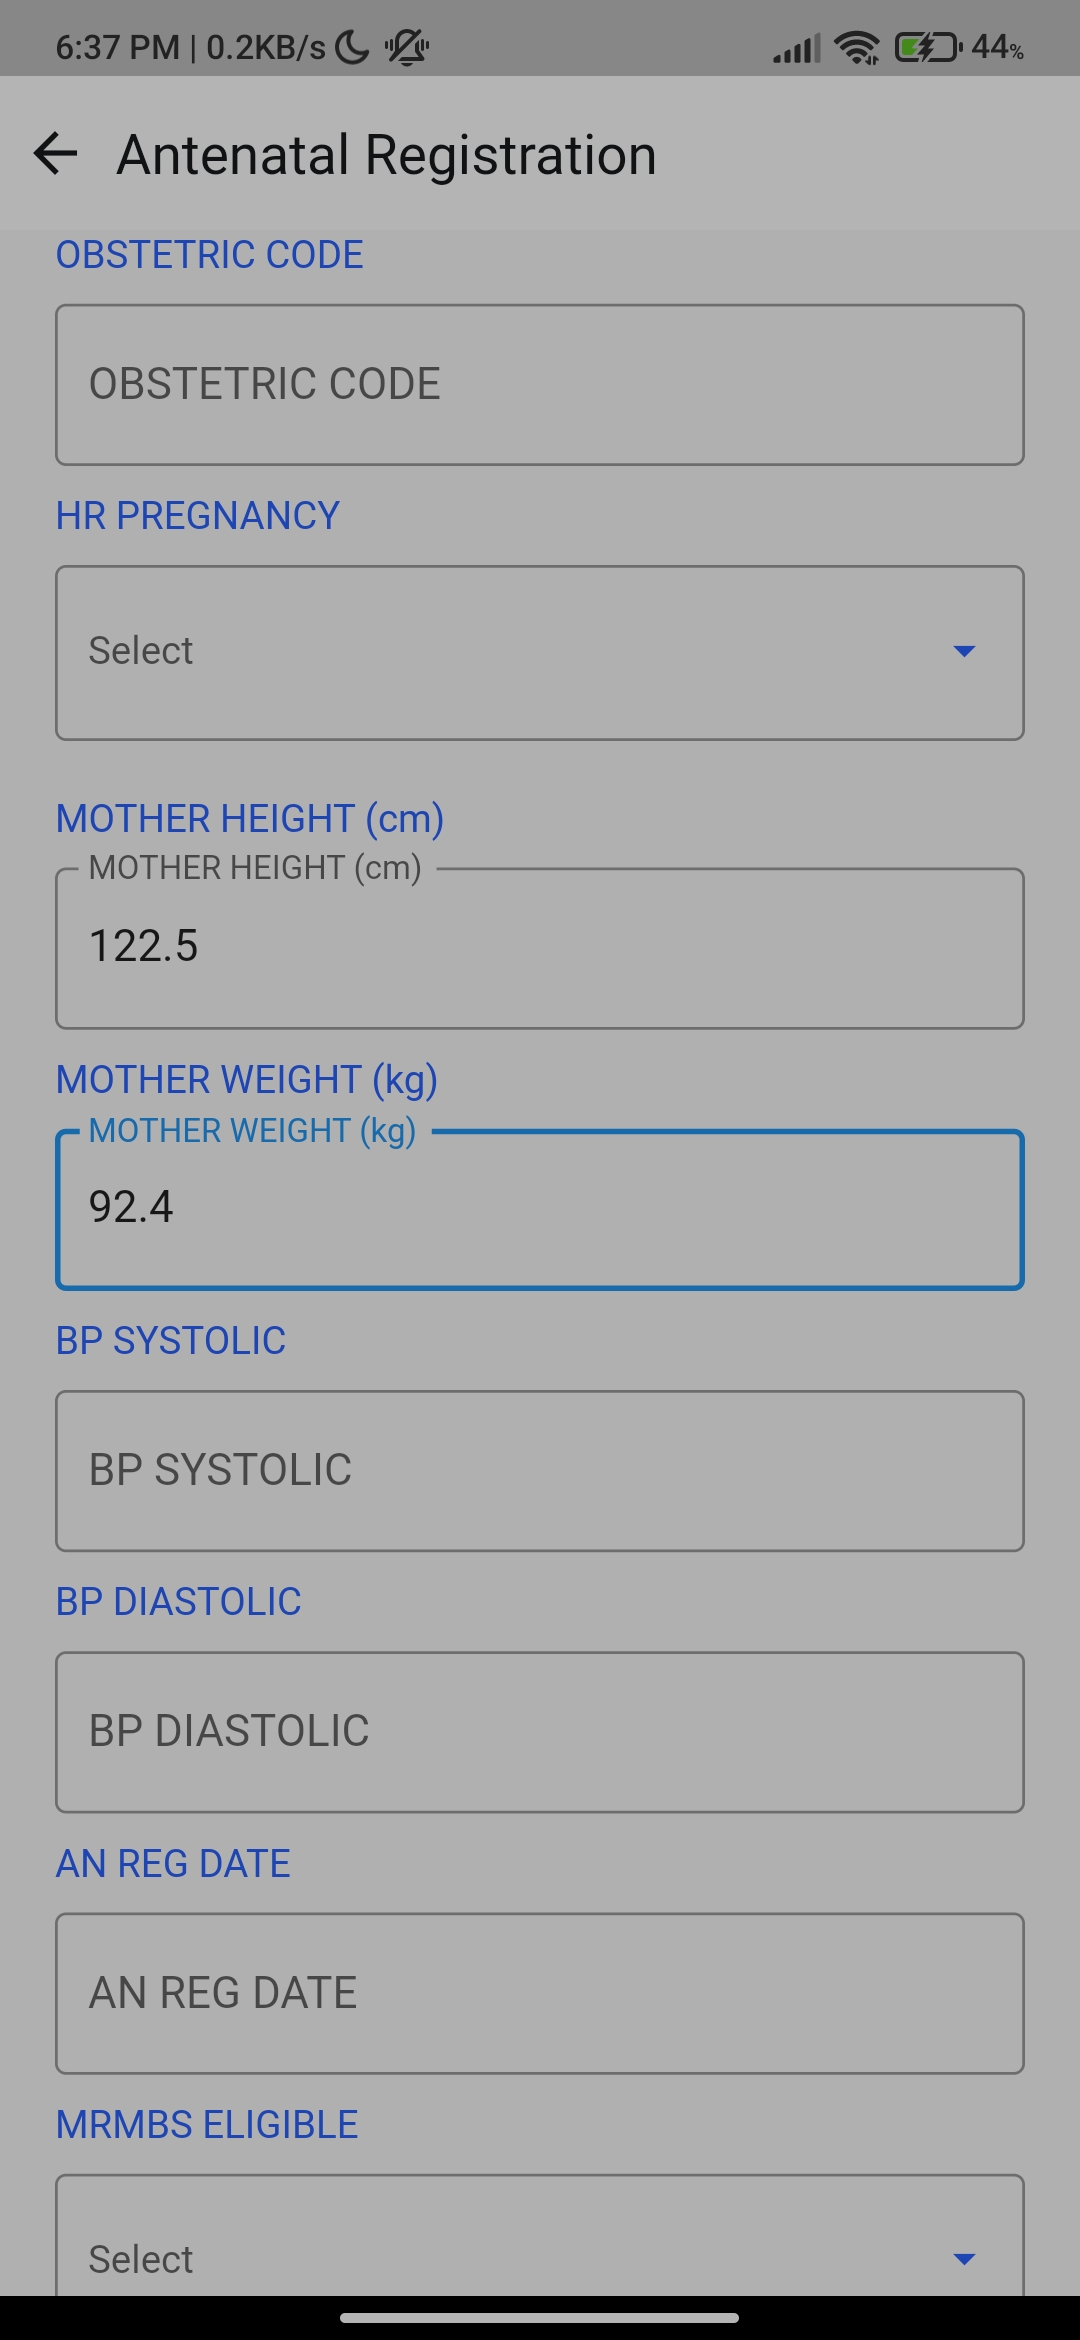 6:37 PM | 0.2KB/s 44%
Antenatal Registration
OBSTETRIC CODE
OBSTETRIC CODE
HR PREGNANCY
Select
MOTHER HEIGHT (cm)
MOTHER HEIGHT (cm)
122.5
MOTHER WEIGHT (kg)
MOTHER WEIGHT (kg)
92.4
BP SYSTOLIC
BP SYSTOLIC
BP DIASTOLIC
BP DIASTOLIC
AN REG DATE
AN REG DATE
MRMBS ELIGIBLE
Select